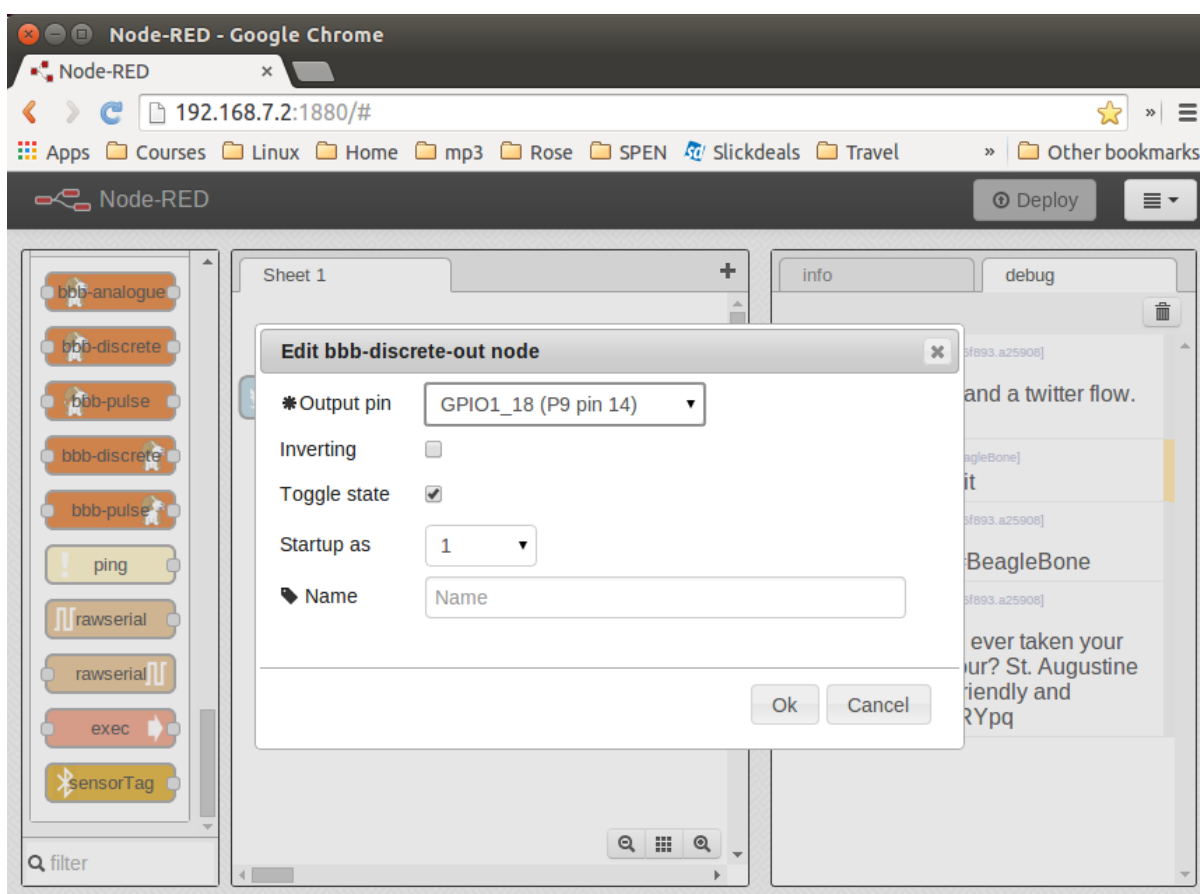 Node-RED - Google Chrome
Node-RED
192.168.7.2:1880/#
Apps Courses Linux Home mp3 Rose SPEN Slickdeals Travel » Other bookmarks
Node-RED
Deploy
bbb-analogue
bbb-discrete
bbb-pulse
bbb-discrete
bbb-pulse
ping
rawserial
rawserial
exec
sensorTag
filter
Sheet 1
Edit bbb-discrete-out node
Output pin GPIO1_18 (P9 pin 14)
Inverting
Toggle state
Startup as 1
Name Name
Ok Cancel
info debug
5f893.a25908]
and a twitter flow.
agleBone]
it
5f893.a25908]
BeagleBone
5f893.a25908]
ever taken your
ur? St. Augustine
riendly and
RYpq